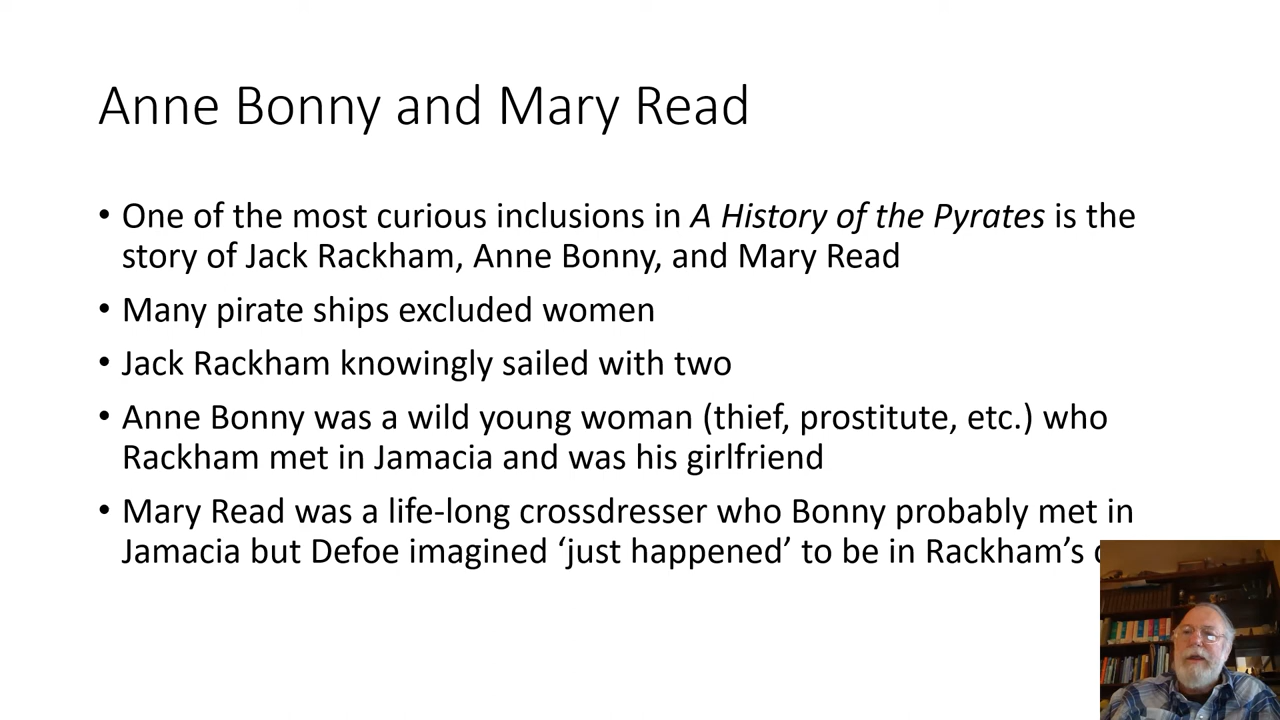 Anne Bonny and Mary Read
• One of the most curious inclusions in A History of the Pyrates is the
story of Jack Rackham, Anne Bonny, and Mary Read
• Many pirate ships excluded women
• Jack Rackham knowingly sailed with two
• Anne Bonny was a wild young woman (thief, prostitute, etc.) who
Rackham met in Jamacia and was his girlfriend
• Mary Read was a life-long crossdresser who Bonny probably met in
Jamacia but Defoe imagined ‘just happened’ to be in Rackham’s